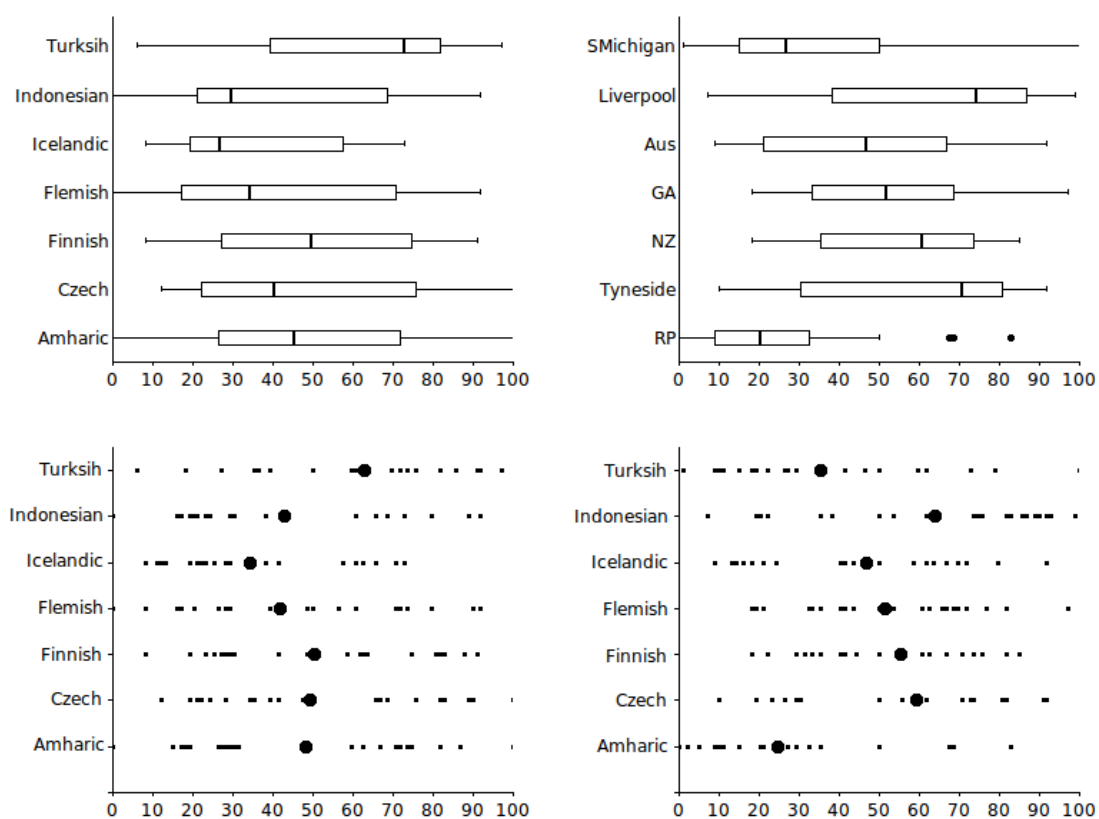 Turksih
Indonesian
Icelandic
Flemish
Finnish
Czech
Amharic
0 10 20 30 40 50 60 70 80 90 100
SMichigan
Liverpool
Aus
GA
NZ
Tyneside
RP
0 10 20 30 40 50 60 70 80 90 100
Turksih
Indonesian
Icelandic
Flemish
Finnish
Czech
Amharic
0 10 20 30 40 50 60 70 80 90 100
Turksih
Indonesian
Icelandic
Flemish
Finnish
Czech
Amharic
0 10 20 30 40 50 60 70 80 90 100